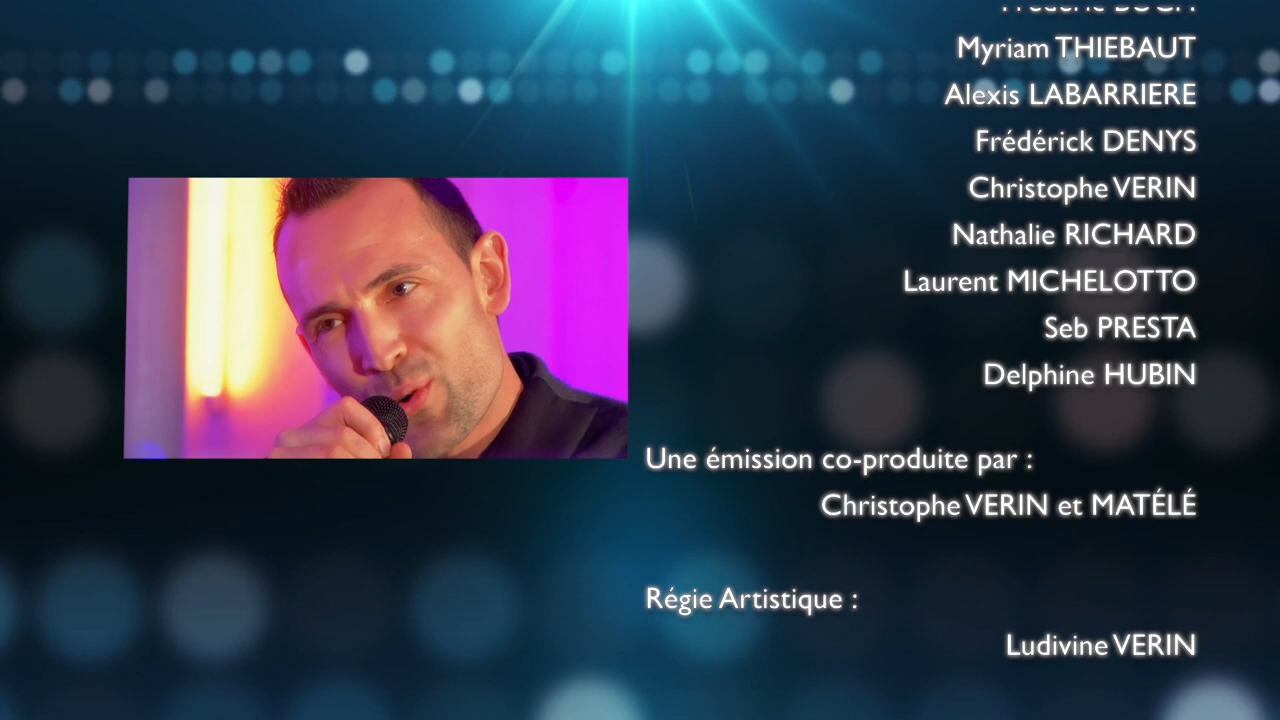 Myriam THIEBAUT
Alexis LABARRIERE
Frédérick DENYS
Christophe VERIN
Nathalie RICHARD
Laurent MICHELOTTO
Seb PRESTA
Delphine HUBIN
Une émission co-produite par :
Christophe VERIN et MATÉLÉ
Régie Artistique :
Ludivine VERIN